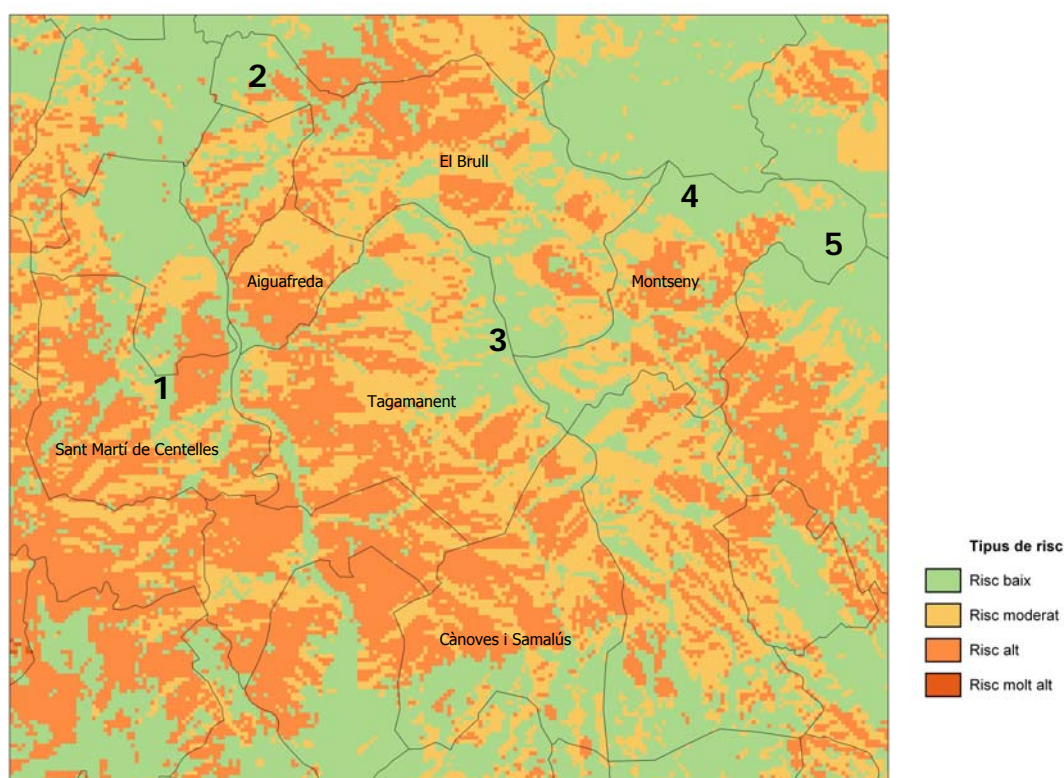 2
El Brull
4
5
Aiguafreda
Montseny
3
1
Tagamanent
Sant Martí de Centelles
Cànoves i Samalús
Tipus de risc
Risc baix
Risc moderat
Risc alt
Risc molt alt